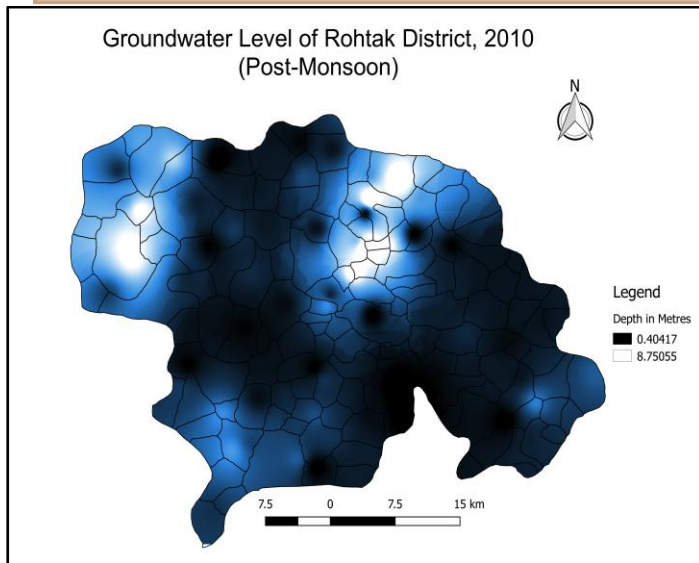 Groundwater Level of Rohtak District, 2010
(Post-Monsoon)
N
Legend
Depth in Metres
0.40417
8.75055
7.5 0 7.5 15 km